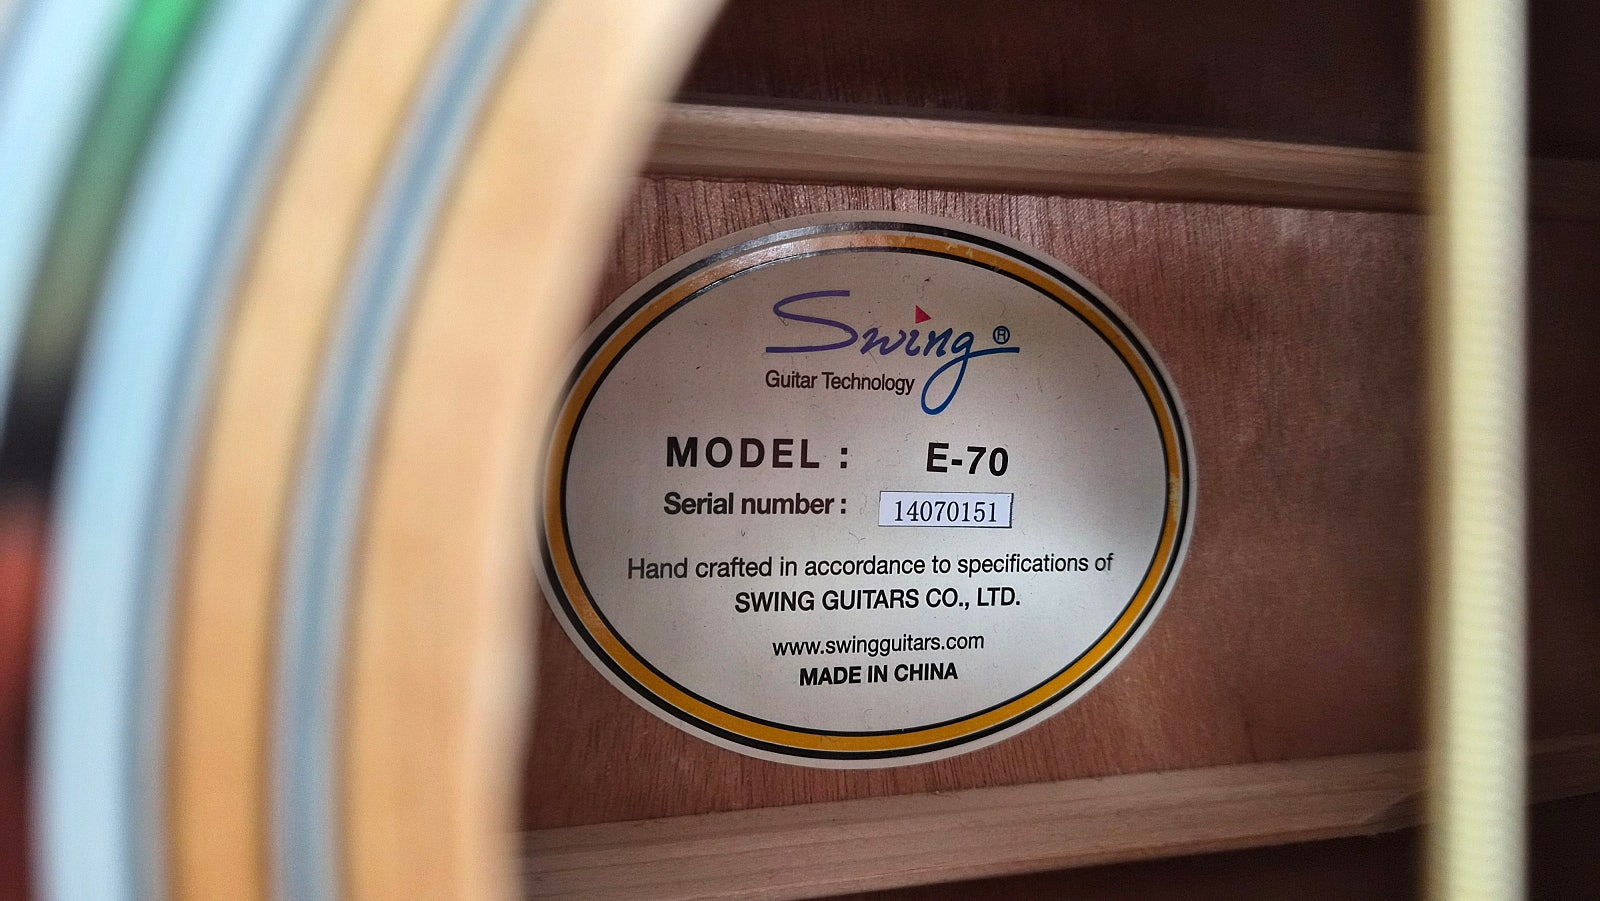 Swing ®
Guitar Technology
MODEL : E-70
Serial number : 14070151
Hand crafted in accordance to specifications of
SWING GUITARS CO., LTD.
www.swingguitars.com
MADE IN CHINA